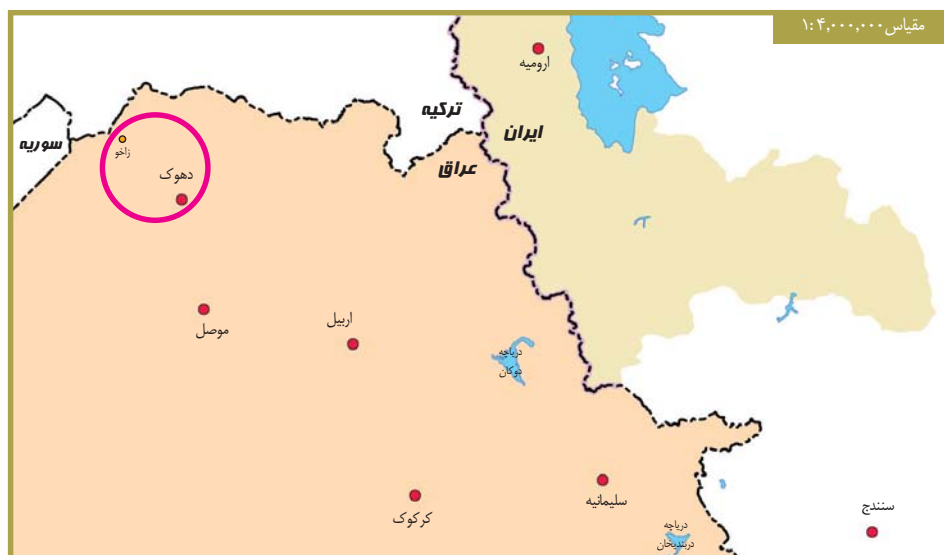 مقیاس ۱:۴,۰۰۰,۰۰۰
ارومیه
ترکیه
ایران
سوریه
زاخو
عراق
دهوک
موصل
اربیل
دریاچه
دوکان
سلیمانیه
کرکوک
سنندج
دریاچه
دربندیخان